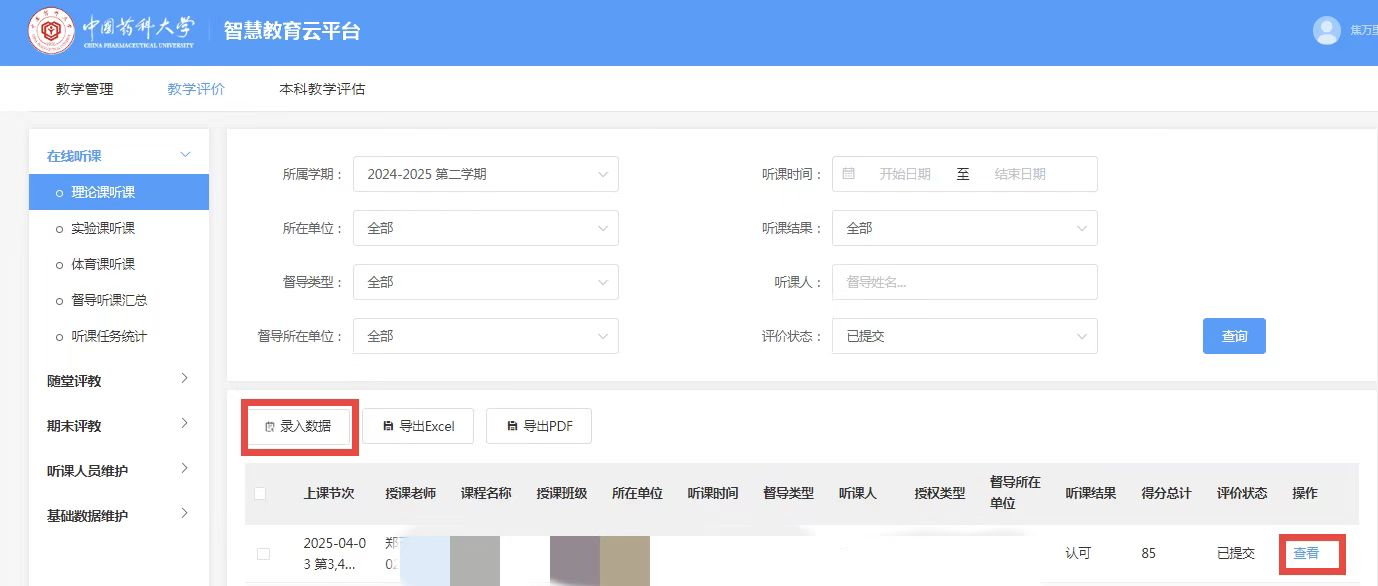 中国药科大学
CHINA PHARMACEUTICAL UNIVERSITY
智慧教育云平台
焦万里
教学管理 教学评价 本科教学评估
在线听课
理论课听课
实验课听课
体育课听课
督导听课汇总
听课任务统计
随堂评教
期末评教
听课人员维护
基础数据维护
所属学期： 2024-2025 第二学期 听课时间： 开始日期 至 结束日期
所在单位： 全部 听课结果： 全部
督导类型： 全部 听课人： 督导姓名...
督导所在单位： 全部 评价状态： 已提交 查询
录入数据 导出Excel 导出PDF
上课节次 授课老师 课程名称 授课班级 所在单位 听课时间 督导类型 听课人 授权类型 督导所在单位 听课结果 得分总计 评价状态 操作
2025-04-0 郑
3 第3,4... 02
认可 85 已提交 查看